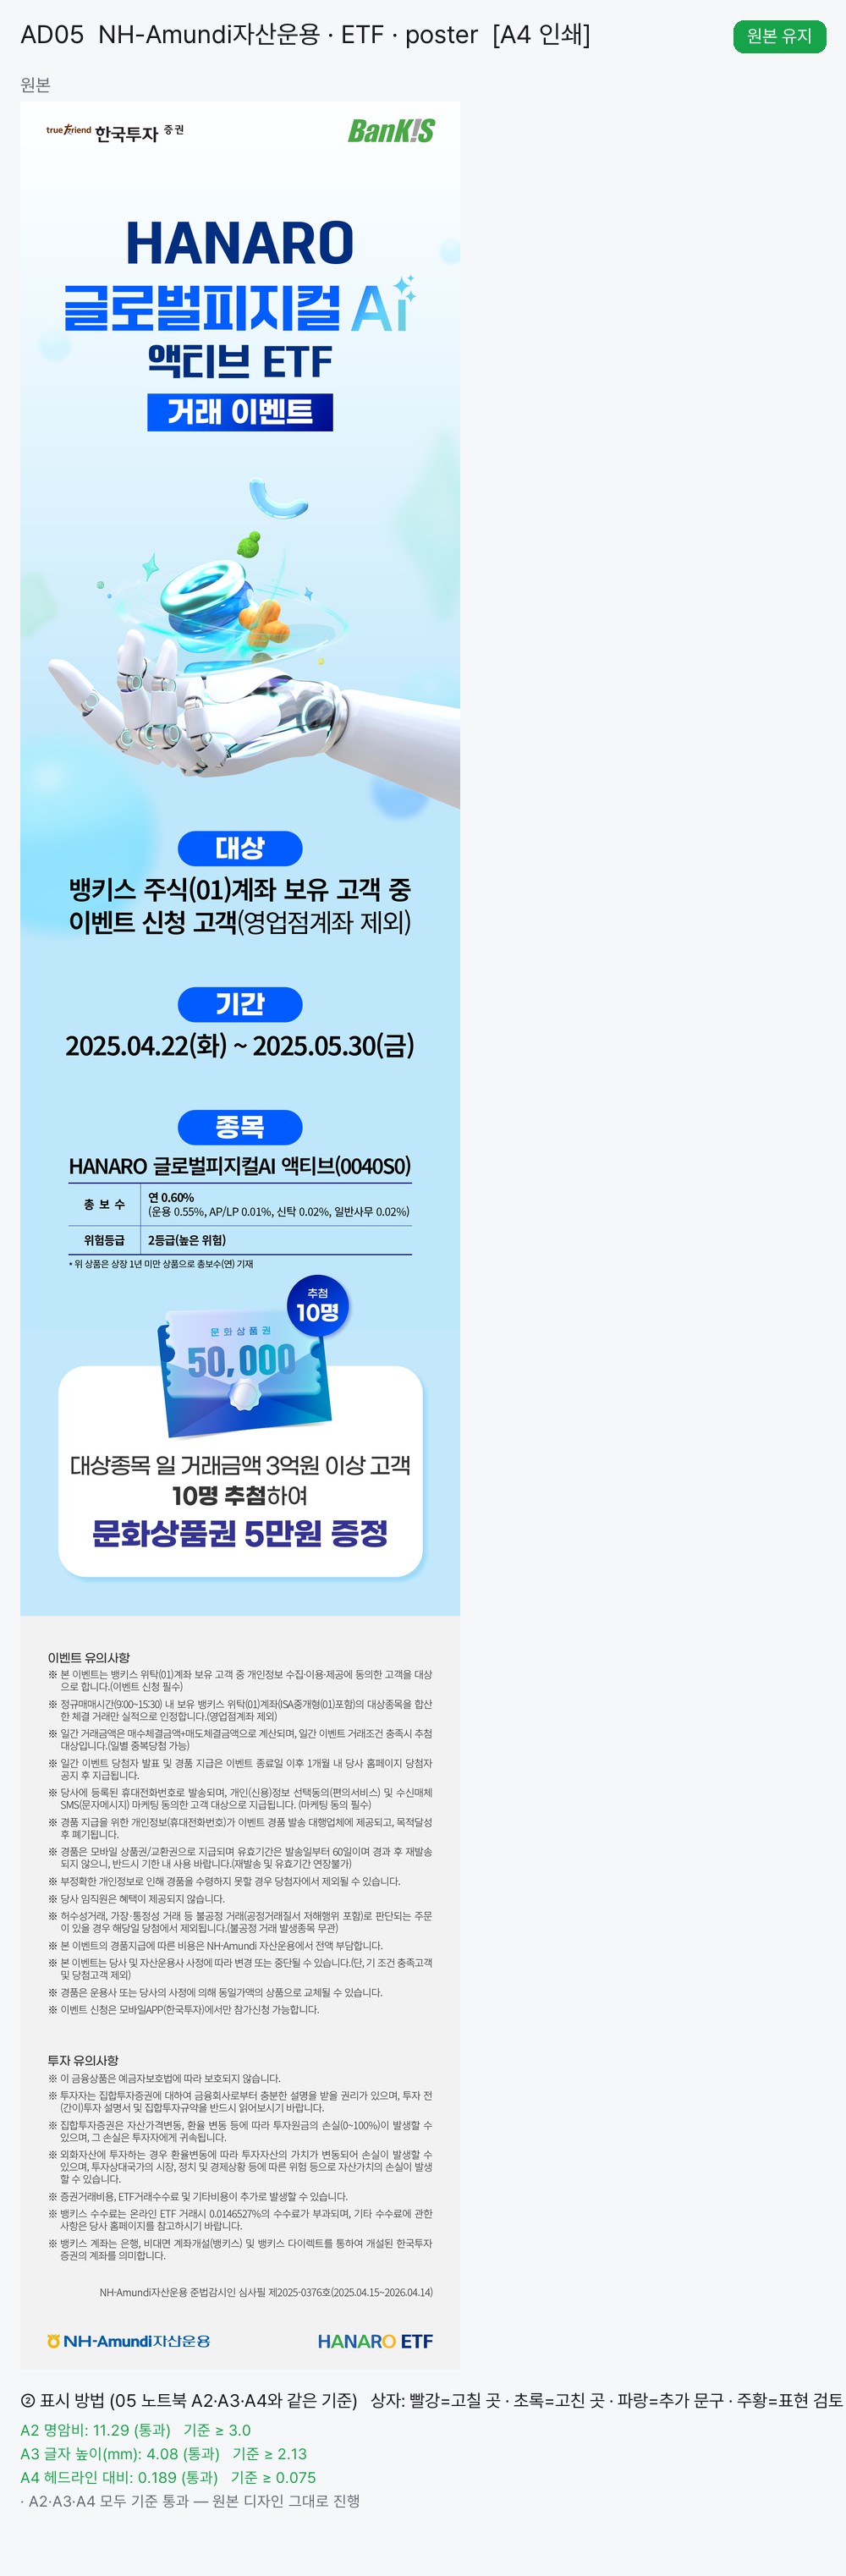 AD05 NH-Amundi자산운용 · ETF · poster [A4 인쇄]
원본 유지
원본
true friend 한국투자 증권
BanKIS
HANARO
글로벌피지컬 Ai
액티브 ETF
거래 이벤트
대상
뱅키스 주식(01)계좌 보유 고객 중
이벤트 신청 고객(영업점계좌 제외)
기간
2025.04.22(화) ~ 2025.05.30(금)
종목
HANARO 글로벌피지컬AI 액티브(0040S0)
총 보 수
연 0.60%
(운용 0.55%, AP/LP 0.01%, 신탁 0.02%, 일반사무 0.02%)
위험등급
2등급(높은 위험)
* 위 상품은 상장 1년 미만 상품으로 총보수(연) 기재
추첨
10명
문화상품권
50,000
대상종목 일 거래금액 3억원 이상 고객
10명 추첨하여
문화상품권 5만원 증정
이벤트 유의사항
※ 본 이벤트는 뱅키스 위탁(01)계좌 보유 고객 중 개인정보 수집·이용·제공에 동의한 고객을 대상
으로 합니다.(이벤트 신청 필수)
※ 정규매매시간(9:00~15:30) 내 보유 뱅키스 위탁(01)계좌(ISA중개형(01)포함)의 대상종목을 합산
한 체결 거래만 실적으로 인정합니다.(영업점계좌 제외)
※ 일간 거래금액은 매수체결금액+매도체결금액으로 계산되며, 일간 이벤트 거래조건 충족시 추첨
대상입니다.(일별 중복당첨 가능)
※ 일간 이벤트 당첨자 발표 및 경품 지급은 이벤트 종료일 이후 1개월 내 당사 홈페이지 당첨자
공지 후 지급됩니다.
※ 당사에 등록된 휴대전화번호로 발송되며, 개인(신용)정보 선택동의(편의서비스) 및 수신매체
SMS(문자메시지) 마케팅 동의한 고객 대상으로 지급됩니다. (마케팅 동의 필수)
※ 경품 지급을 위한 개인정보(휴대전화번호)가 이벤트 경품 발송 대행업체에 제공되고, 목적달성
후 폐기됩니다.
※ 경품은 모바일 상품권/교환권으로 지급되며 유효기간은 발송일부터 60일이며 경과 후 재발송
되지 않으니, 반드시 기한 내 사용 바랍니다.(재발송 및 유효기간 연장불가)
※ 부정확한 개인정보로 인해 경품을 수령하지 못할 경우 당첨자에서 제외될 수 있습니다.
※ 당사 임직원은 혜택이 제공되지 않습니다.
※ 허수성거래, 가장·통정성 거래 등 불공정 거래(공정거래질서 저해행위 포함)로 판단되는 주문
이 있을 경우 해당일 당첨에서 제외됩니다.(불공정 거래 발생종목 무관)
※ 본 이벤트의 경품지급에 따른 비용은 NH-Amundi 자산운용에서 전액 부담합니다.
※ 본 이벤트는 당사 및 자산운용사 사정에 따라 변경 또는 중단될 수 있습니다.(단, 기 조건 충족고객
및 당첨고객 제외)
※ 경품은 운용사 또는 당사의 사정에 의해 동일가액의 상품으로 교체될 수 있습니다.
※ 이벤트 신청은 모바일APP(한국투자)에서만 참가신청 가능합니다.
투자 유의사항
※ 이 금융상품은 예금자보호법에 따라 보호되지 않습니다.
※ 투자자는 집합투자증권에 대하여 금융회사로부터 충분한 설명을 받을 권리가 있으며, 투자 전
(간이)투자 설명서 및 집합투자규약을 반드시 읽어보시기 바랍니다.
※ 집합투자증권은 자산가격변동, 환율 변동 등에 따라 투자원금의 손실(0~100%)이 발생할 수
있으며, 그 손실은 투자자에게 귀속됩니다.
※ 외화자산에 투자하는 경우 환율변동에 따라 투자자산의 가치가 변동되어 손실이 발생할 수
있으며, 투자상대국가의 시장, 정치 및 경제상황 등에 따른 위험 등으로 자산가치의 손실이 발생
할 수 있습니다.
※ 증권거래비용, ETF거래수수료 및 기타비용이 추가로 발생할 수 있습니다.
※ 뱅키스 수수료는 온라인 ETF 거래시 0.0146527%의 수수료가 부과되며, 기타 수수료에 관한
사항은 당사 홈페이지를 참고하시기 바랍니다.
※ 뱅키스 계좌는 은행, 비대면 계좌개설(뱅키스) 및 뱅키스 다이렉트를 통하여 개설된 한국투자
증권의 계좌를 의미합니다.
NH-Amundi자산운용 준법감시인 심사필 제2025-0376호(2025.04.15~2026.04.14)
NH-Amundi자산운용
HANARO ETF
② 표시 방법 (05 노트북 A2·A3·A4와 같은 기준) 상자: 빨강=고칠 곳 · 초록=고친 곳 · 파랑=추가 문구 · 주황=표현 검토
A2 명암비: 11.29 (통과) 기준 ≥ 3.0
A3 글자 높이(mm): 4.08 (통과) 기준 ≥ 2.13
A4 헤드라인 대비: 0.189 (통과) 기준 ≥ 0.075
· A2·A3·A4 모두 기준 통과 — 원본 디자인 그대로 진행